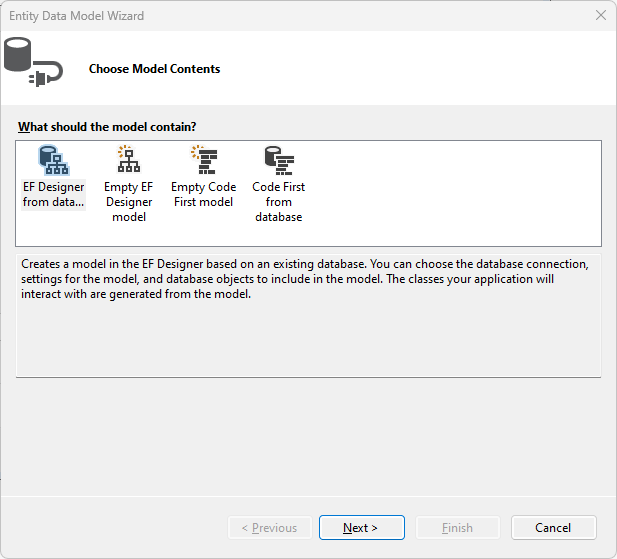 Entity Data Model Wizard
Choose Model Contents
What should the model contain?
EF Designer
from data...
Empty EF
Designer
model
Empty Code
First model
Code First
from
database
Creates a model in the EF Designer based on an existing database. You can choose the database connection,
settings for the model, and database objects to include in the model. The classes your application will
interact with are generated from the model.
< Previous
Next >
Finish
Cancel